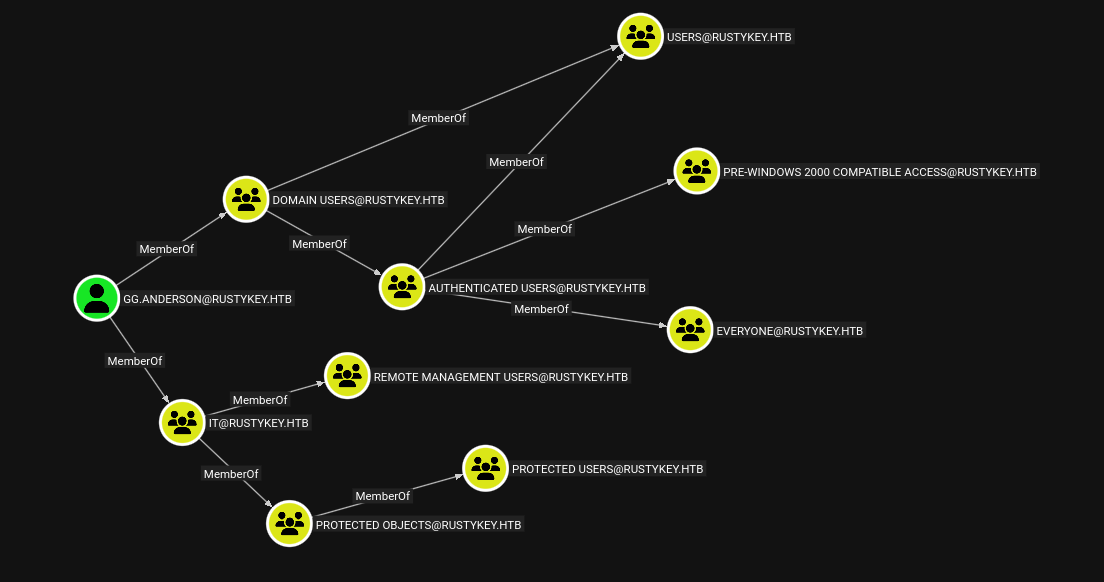 USERS@RUSTYKEY.HTB
MemberOf
MemberOf
PRE-WINDOWS 2000 COMPATIBLE ACCESS@RUSTYKEY.HTB
DOMAIN USERS@RUSTYKEY.HTB
MemberOf
MemberOf
MemberOf
AUTHENTICATED USERS@RUSTYKEY.HTB
GG.ANDERSON@RUSTYKEY.HTB
MemberOf
EVERYONE@RUSTYKEY.HTB
MemberOf
REMOTE MANAGEMENT USERS@RUSTYKEY.HTB
MemberOf
IT@RUSTYKEY.HTB
PROTECTED USERS@RUSTYKEY.HTB
MemberOf
MemberOf
PROTECTED OBJECTS@RUSTYKEY.HTB